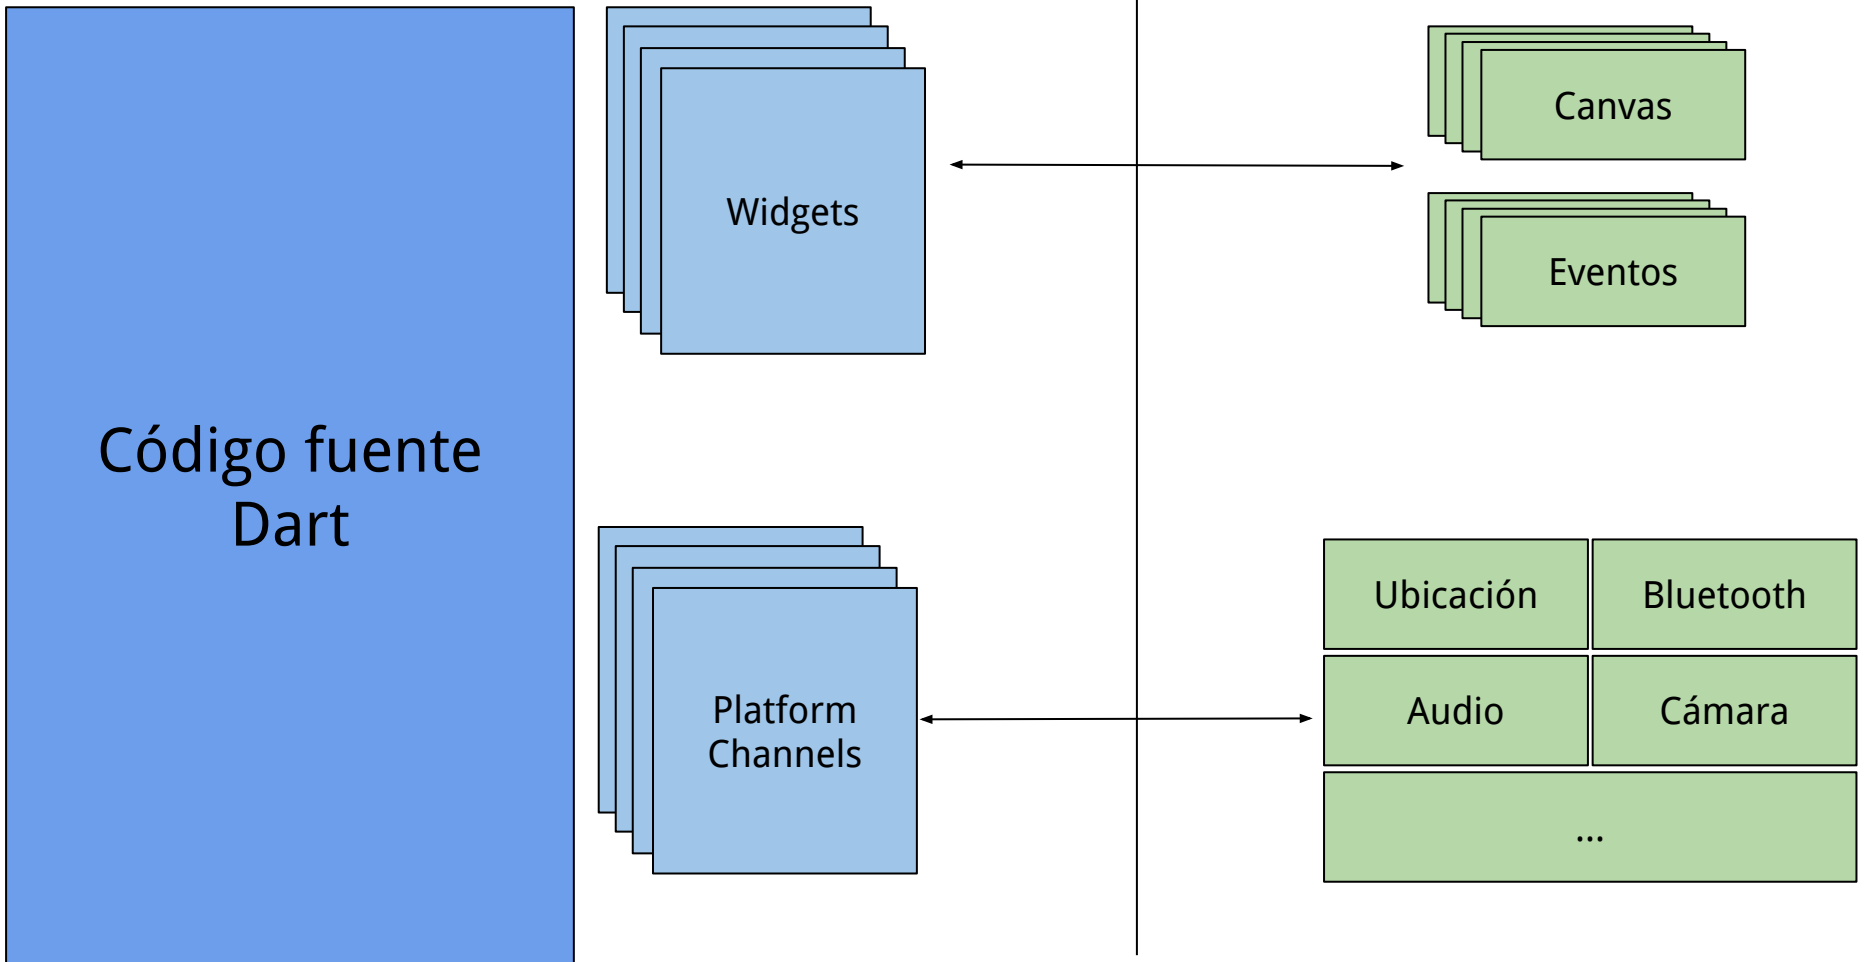 Código fuente
Dart
Widgets
Platform
Channels
Canvas
Eventos
Ubicación
Bluetooth
Audio
Cámara
...